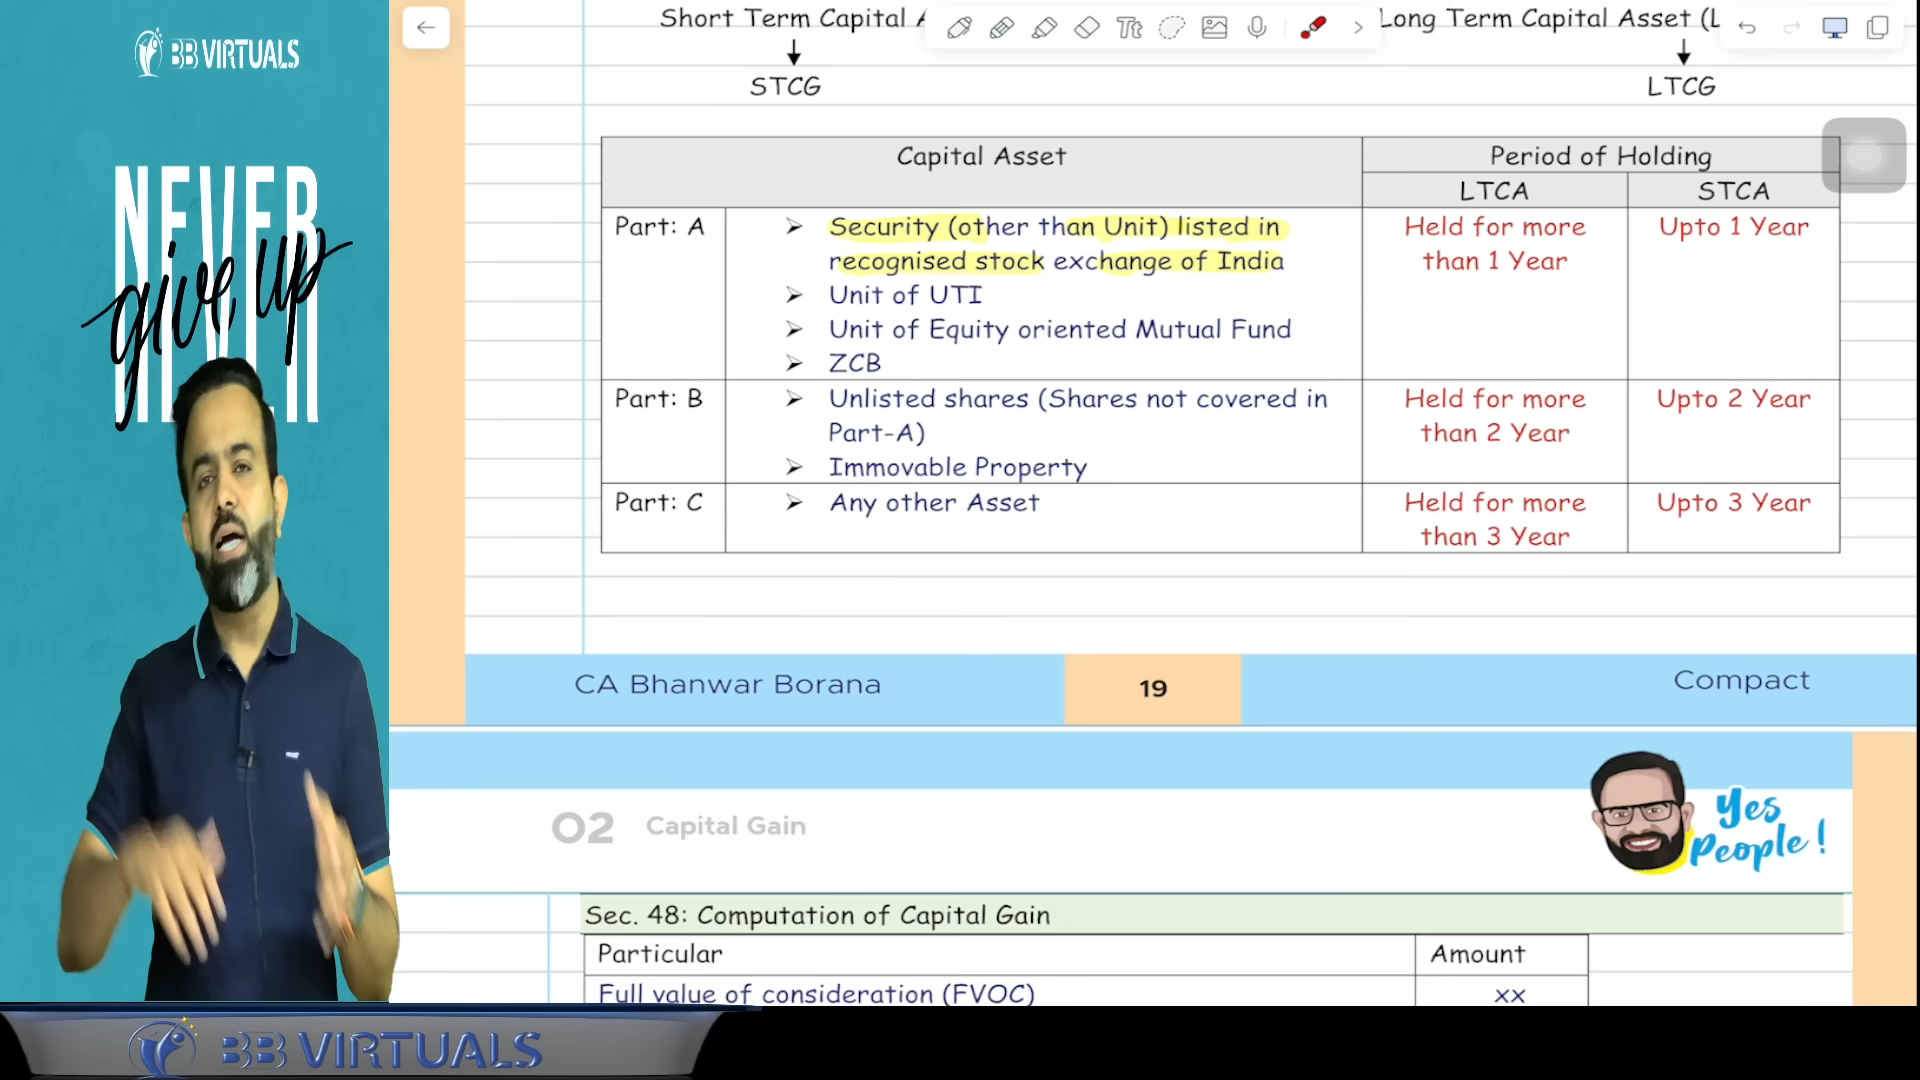 BB VIRTUALS
NEVER
give up
NEVER
Short Term Capital A
Tt
Long Term Capital Asset (L
STCG
LTCG
Capital Asset
Period of Holding
LTCA
STCA
Part: A
➢ Security (other than Unit) listed in
recognised stock exchange of India
➢ Unit of UTI
➢ Unit of Equity oriented Mutual Fund
➢ ZCB
Held for more
than 1 Year
Upto 1 Year
Part: B
➢ Unlisted shares (Shares not covered in
Part-A)
➢ Immovable Property
Held for more
than 2 Year
Upto 2 Year
Part: C
➢ Any other Asset
Held for more
than 3 Year
Upto 3 Year
CA Bhanwar Borana
19
Compact
02 Capital Gain
Yes
People !
Sec. 48: Computation of Capital Gain
Particular
Amount
Full value of consideration (FVOC)
xx
BB VIRTUALS